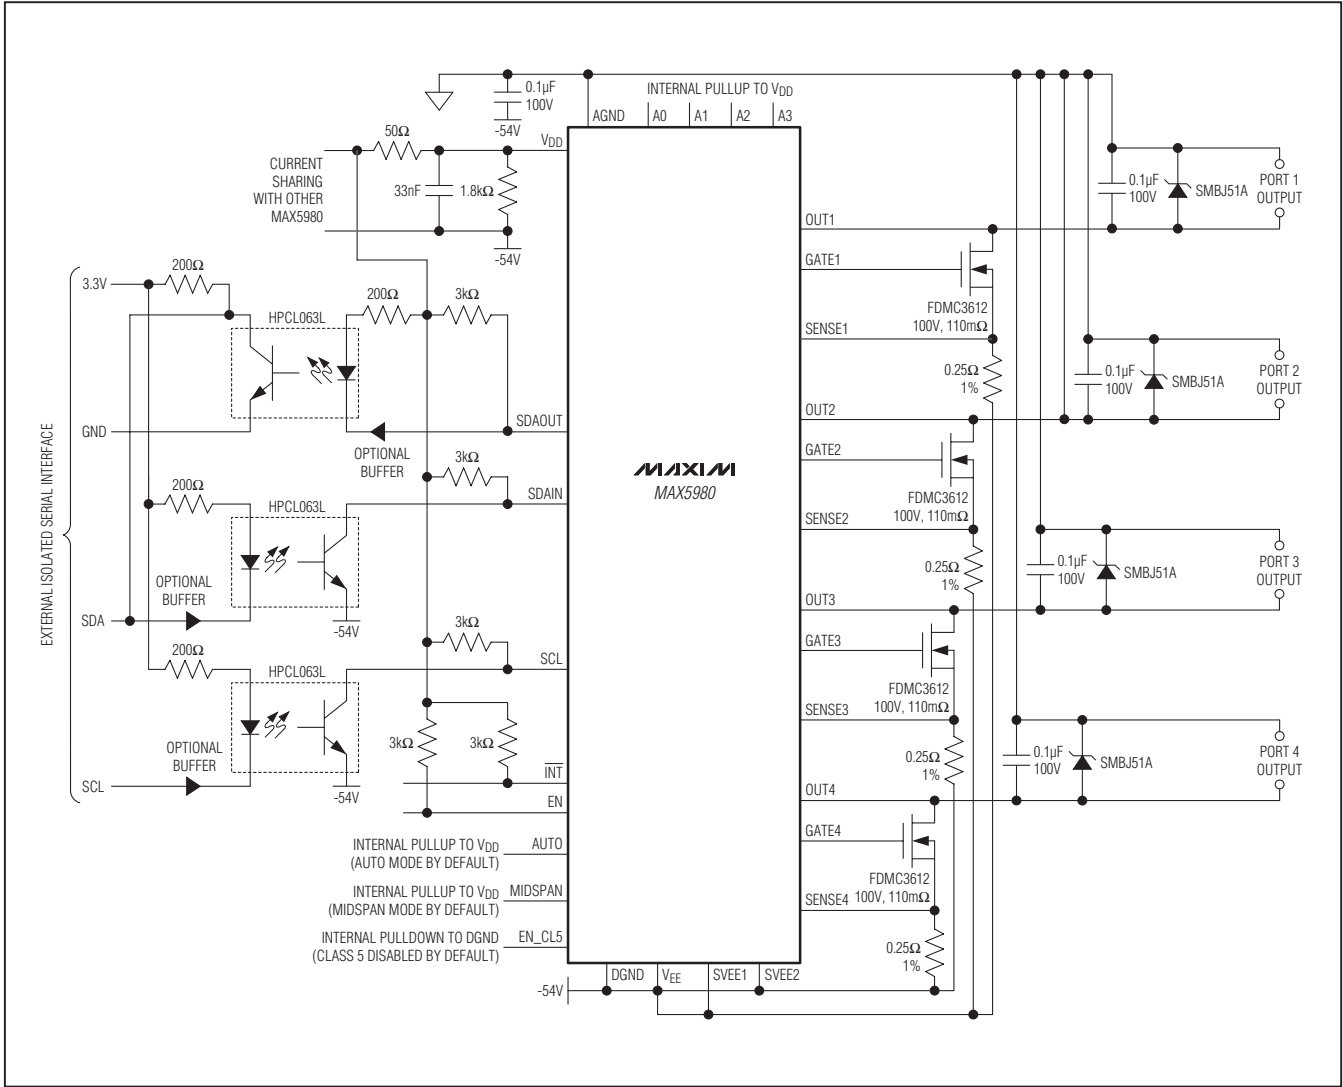 INTERNAL PULLUP TO VDD
0.1µF
100V
-54V
AGND
A0
A1
A2
A3
50Ω
VDD
CURRENT
SHARING
WITH OTHER
MAX5980
33nF
1.8kΩ
-54V
EXTERNAL ISOLATED SERIAL INTERFACE
3.3V
200Ω
HPCL063L
200Ω
3kΩ
GND
OPTIONAL
BUFFER
SDAOUT
200Ω
HPCL063L
3kΩ
SDAIN
OPTIONAL
BUFFER
SDA
-54V
200Ω
HPCL063L
3kΩ
SCL
OPTIONAL
BUFFER
SCL
-54V
3kΩ
3kΩ
INT
EN
INTERNAL PULLUP TO VDD
(AUTO MODE BY DEFAULT)
AUTO
INTERNAL PULLUP TO VDD
(MIDSPAN MODE BY DEFAULT)
MIDSPAN
INTERNAL PULLDOWN TO DGND
(CLASS 5 DISABLED BY DEFAULT)
EN_CL5
MAXIM
MAX5980
-54V
DGND
VEE
SVEE1
SVEE2
OUT1
GATE1
SENSE1
FDMC3612
100V, 110mΩ
0.25Ω
1%
0.1µF
100V
SMBJ51A
PORT 1
OUTPUT
OUT2
GATE2
SENSE2
FDMC3612
100V, 110mΩ
0.25Ω
1%
0.1µF
100V
SMBJ51A
PORT 2
OUTPUT
OUT3
GATE3
SENSE3
FDMC3612
100V, 110mΩ
0.25Ω
1%
0.1µF
100V
SMBJ51A
PORT 3
OUTPUT
OUT4
GATE4
SENSE4
FDMC3612
100V, 110mΩ
0.25Ω
1%
0.1µF
100V
SMBJ51A
PORT 4
OUTPUT